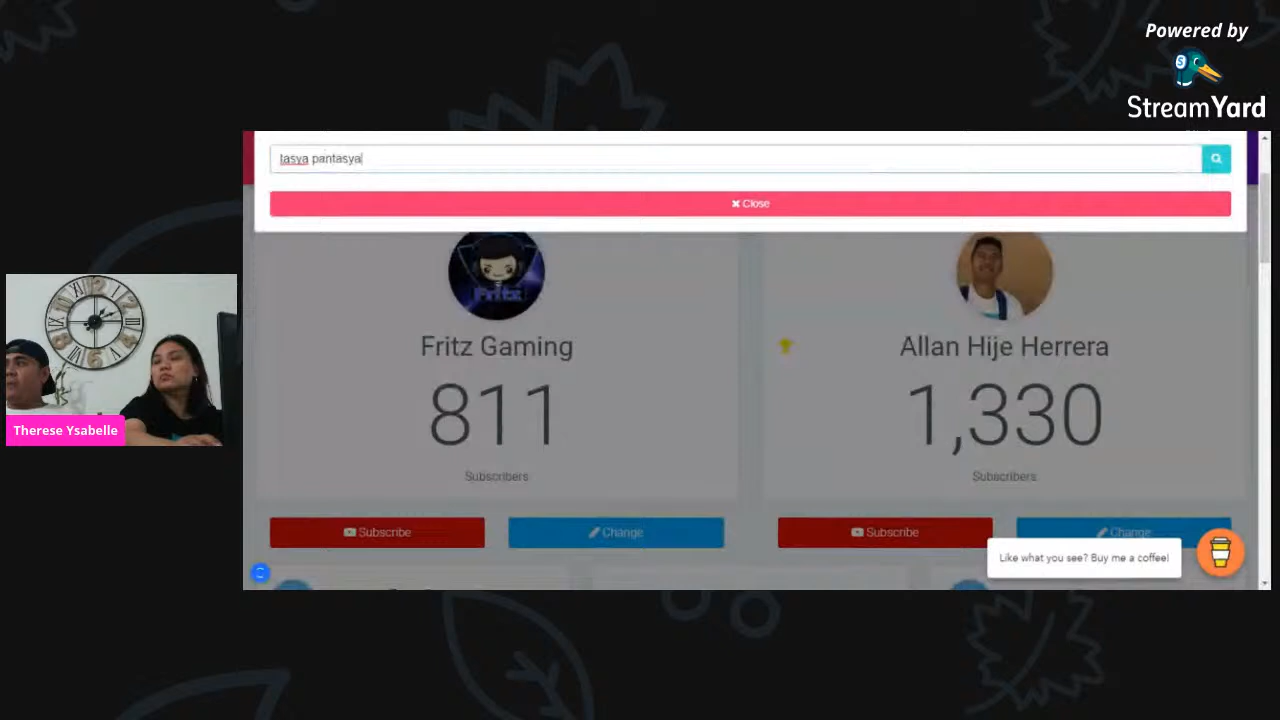 Powered by
StreamYard
tasya pantasya
Close
Fritz
Fritz Gaming
811
Subscribers
Allan Hije Herrera
1,330
Subscribers
Subscribe
Change
Subscribe
Change
Like what you see? Buy me a coffee!
Therese Ysabelle